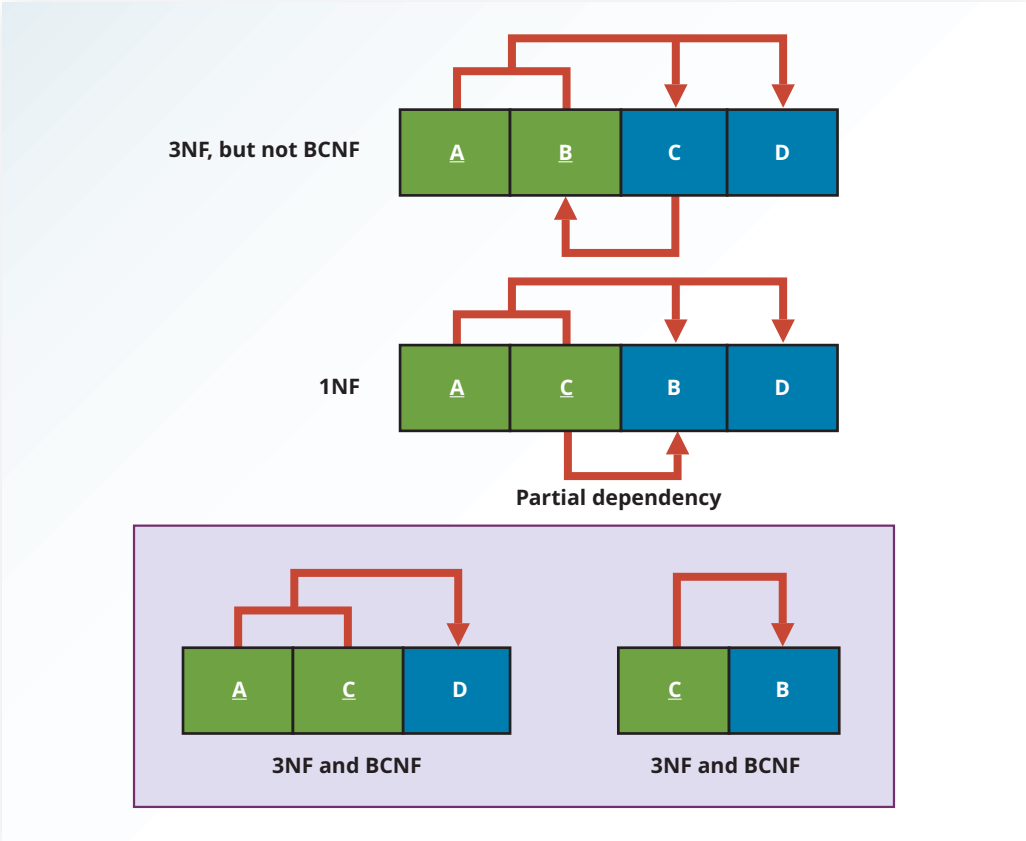 3NF, but not BCNF
A B C D
1NF
A C B D
Partial dependency
A C D
C B
3NF and BCNF
3NF and BCNF